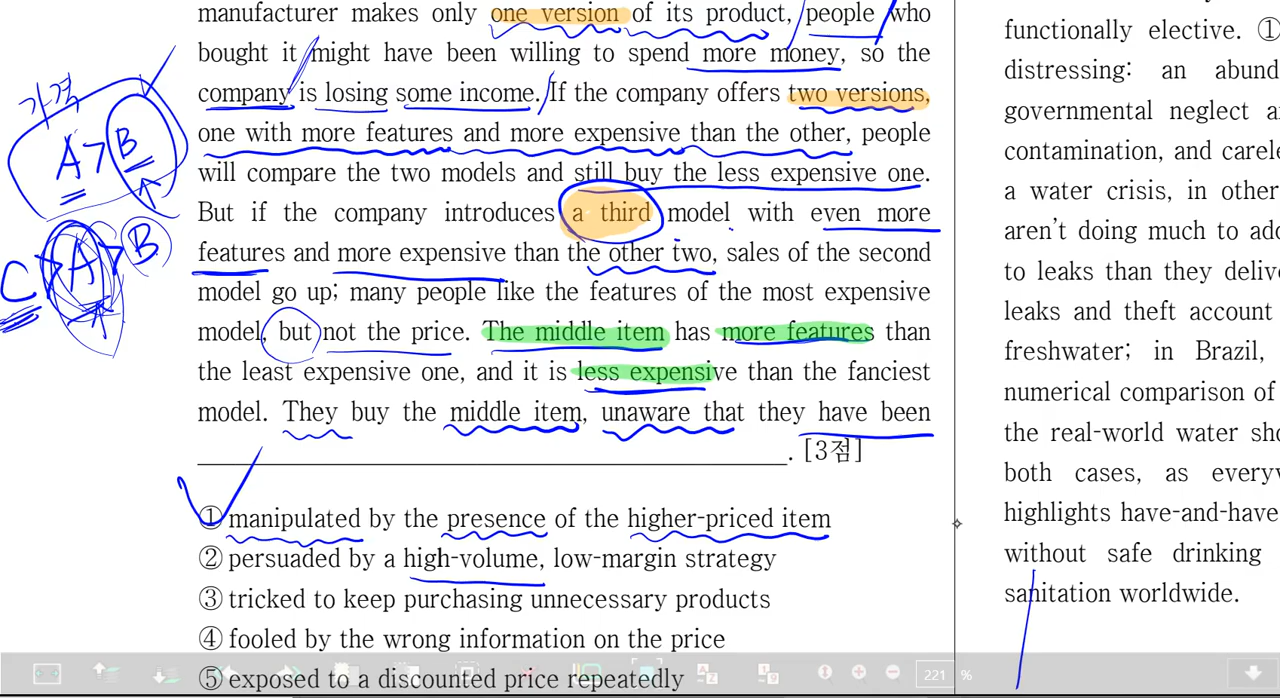 manufacturer makes only one version of its product, people who
bought it might have been willing to spend more money, so the
company is losing some income. If the company offers two versions,
one with more features and more expensive than the other, people
will compare the two models and still buy the less expensive one.
But if the company introduces a third model with even more
features and more expensive than the other two, sales of the second
model go up; many people like the features of the most expensive
model, but not the price. The middle item has more features than
the least expensive one, and it is less expensive than the fanciest
model. They buy the middle item, unaware that they have been
. [3점]
① manipulated by the presence of the higher-priced item
② persuaded by a high-volume, low-margin strategy
③ tricked to keep purchasing unnecessary products
④ fooled by the wrong information on the price
⑤ exposed to a discounted price repeatedly
가격
A > B
C > A > B
functionally elective. ①
distressing: an abund
governmental neglect a
contamination, and carele
a water crisis, in other
aren't doing much to add
to leaks than they delive
leaks and theft account
freshwater; in Brazil,
numerical comparison of
the real-world water sho
both cases, as everyw
highlights have-and-have
without safe drinking
sanitation worldwide.
221 %